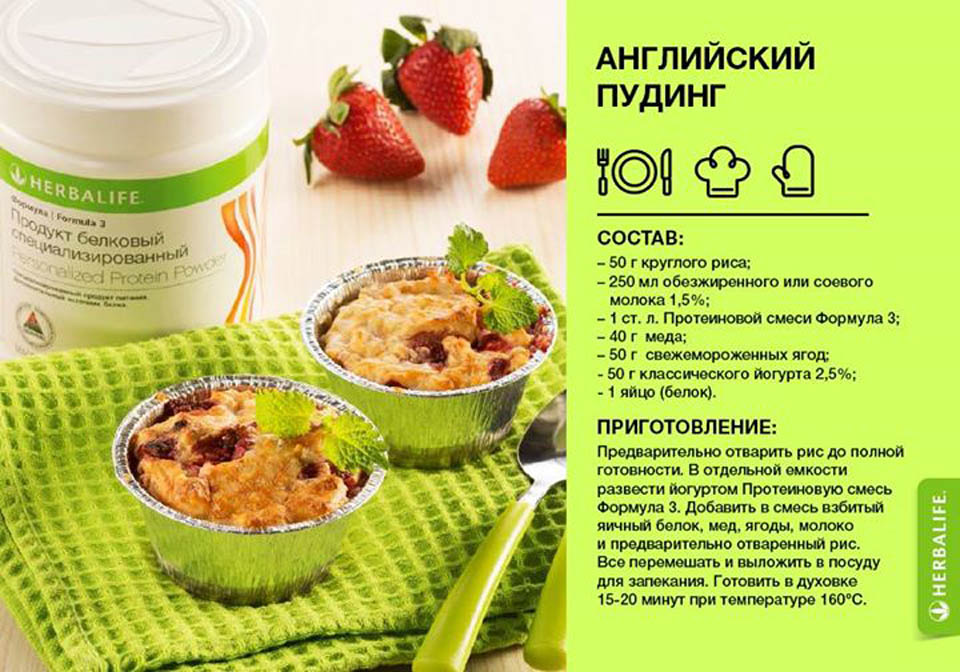 HERBALIFE
Формула | Formula 3
Продукт белковый
специализированный
Personalized Protein Powder
АНГЛИЙСКИЙ
ПУДИНГ
СОСТАВ:
– 50 г круглого риса;
– 250 мл обезжиренного или соевого
молока 1,5%;
– 1 ст. л. Протеиновой смеси Формула 3;
– 40 г меда;
– 50 г свежемороженных ягод;
- 50 г классического йогурта 2,5%;
- 1 яйцо (белок).
ПРИГОТОВЛЕНИЕ:
Предварительно отварить рис до полной
готовности. В отдельной емкости
развести йогуртом Протеиновую смесь
Формула 3. Добавить в смесь взбитый
яичный белок, мед, ягоды, молоко
и предварительно отваренный рис.
Все перемешать и выложить в посуду
для запекания. Готовить в духовке
15-20 минут при температуре 160°С.
HERBALIFE